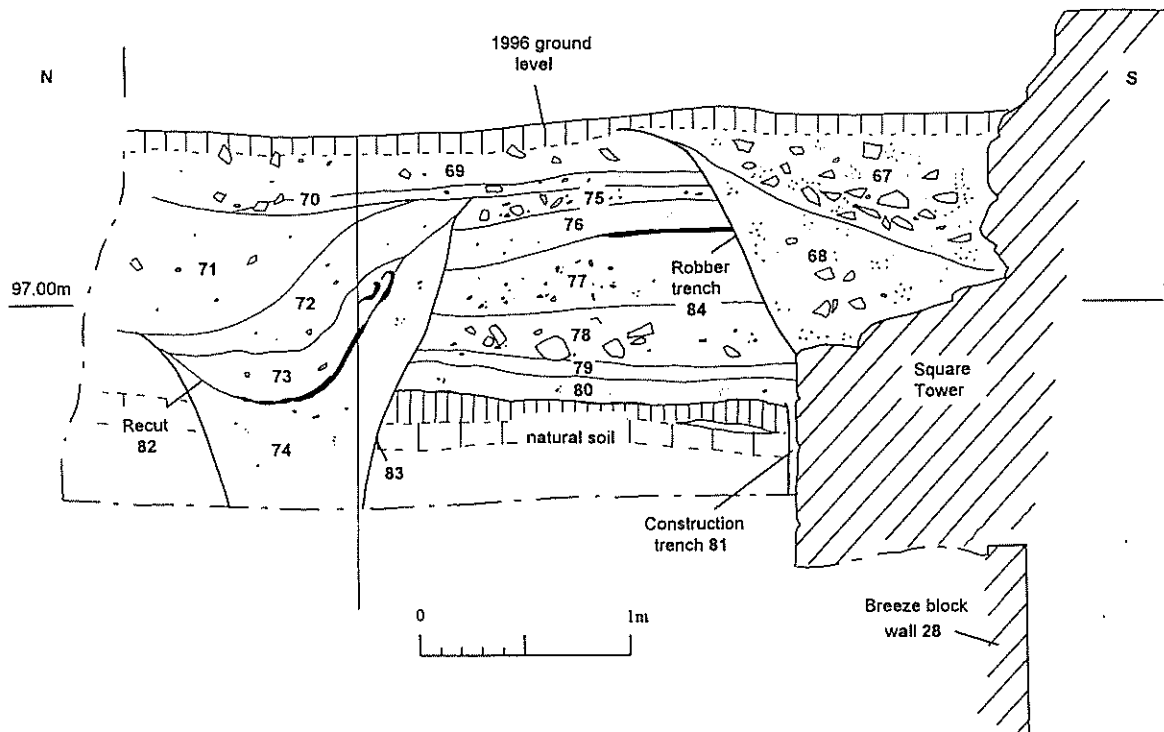 1996 ground
level
N
S
69
67
70
75
76
71
68
77
Robber
trench
84
97.00m
72
78
79
73
80
Square
Tower
Recut
82
natural soil
74
83
Construction
trench 81
0
1m
Breeze block
wall 28